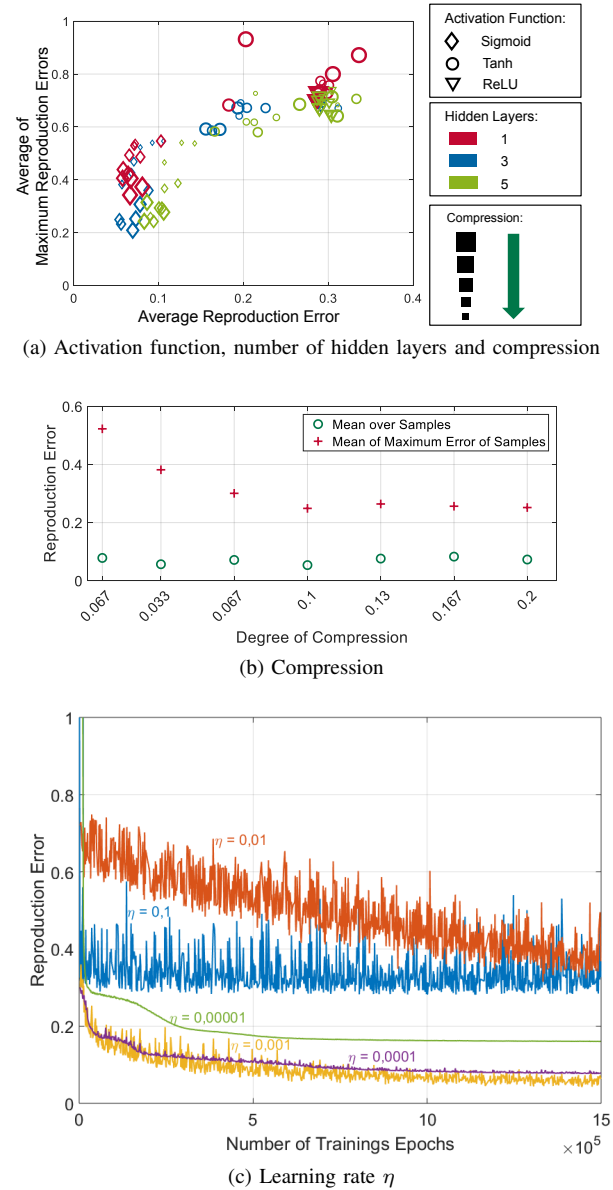 Average of
Maximum Reproduction Errors
1
0.8
0.6
0.4
0.2
0
0 0.1 0.2 0.3 0.4
Average Reproduction Error
Activation Function:
Sigmoid
Tanh
ReLU
Hidden Layers:
1
3
5
Compression:
(a) Activation function, number of hidden layers and compression
Reproduction Error
0.6
0.4
0.2
0
Mean over Samples
Mean of Maximum Error of Samples
0.067 0.033 0.067 0.1 0.13 0.167 0.2
Degree of Compression
(b) Compression
Reproduction Error
1
0.8
0.6
0.4
0.2
0
η = 0,01
η = 0,1
η = 0,00001
η = 0,001
η = 0,0001
0 5 10 15
Number of Trainings Epochs
×10⁵
(c) Learning rate η